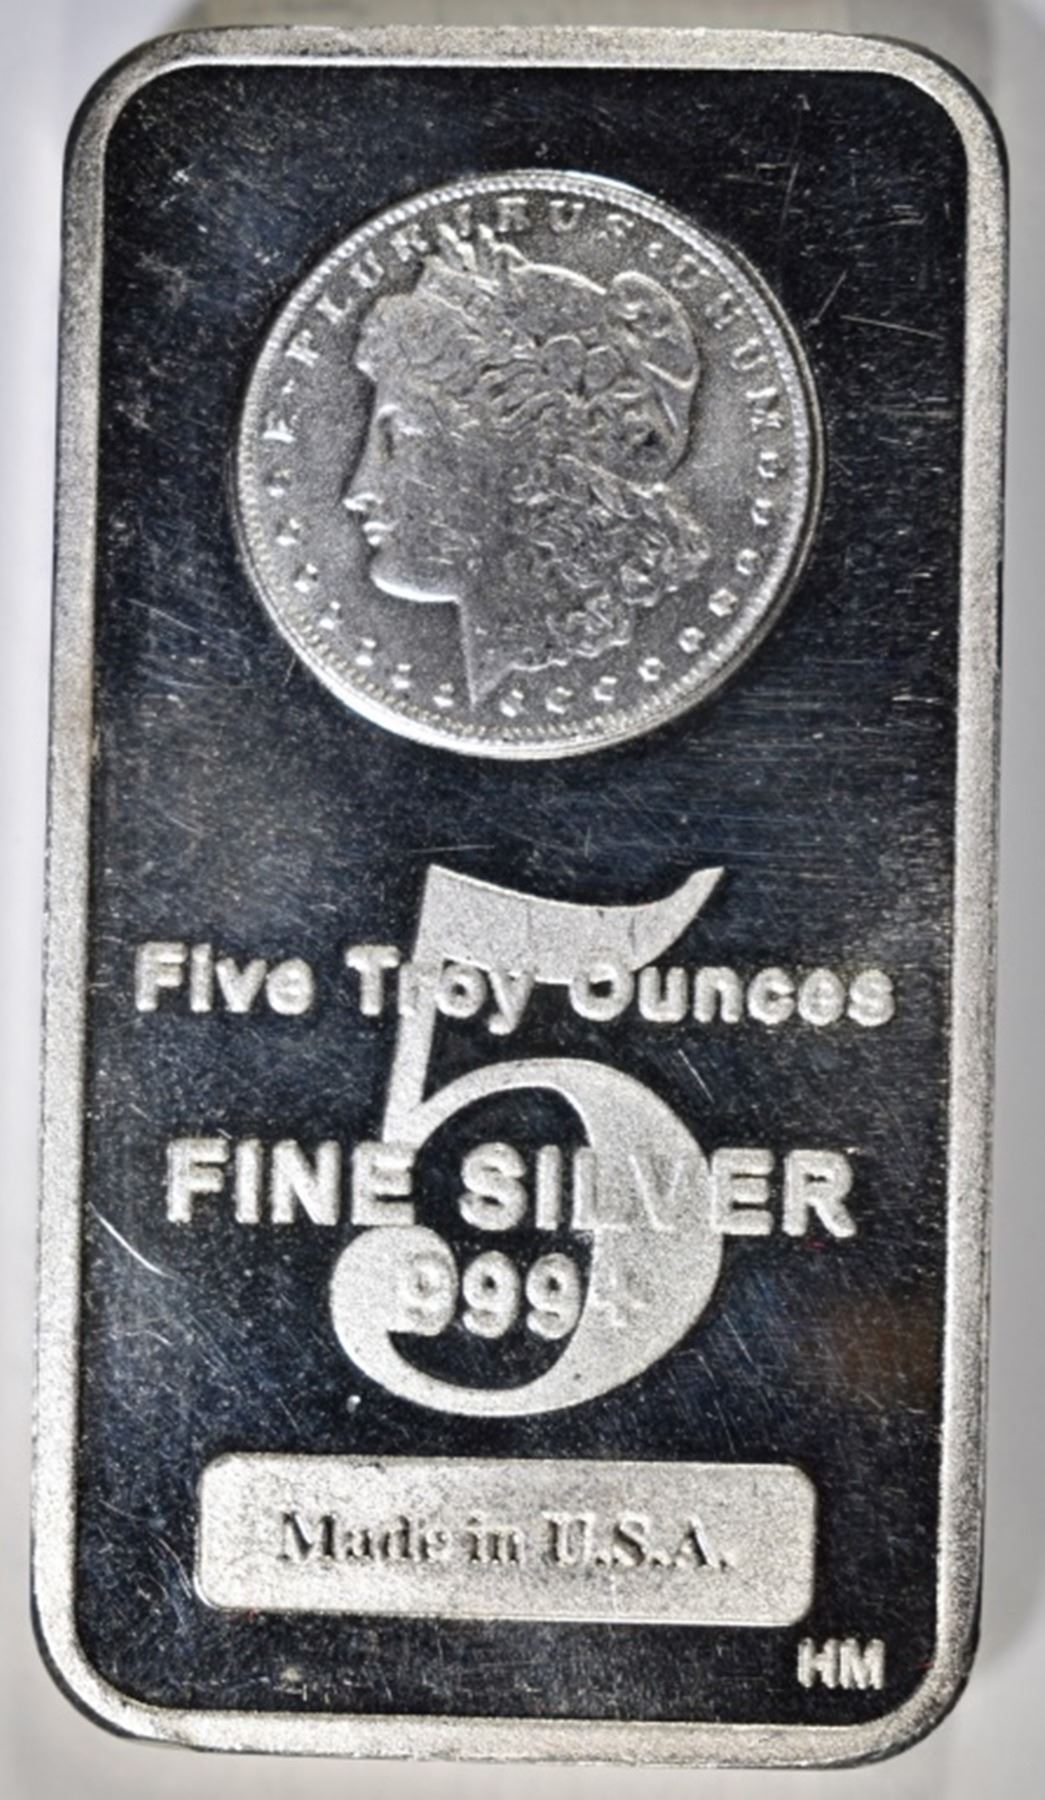 E·PLURIBUS·UNUM
5
Five Troy Ounces
FINE SILVER
999+
Made in U.S.A.
HM